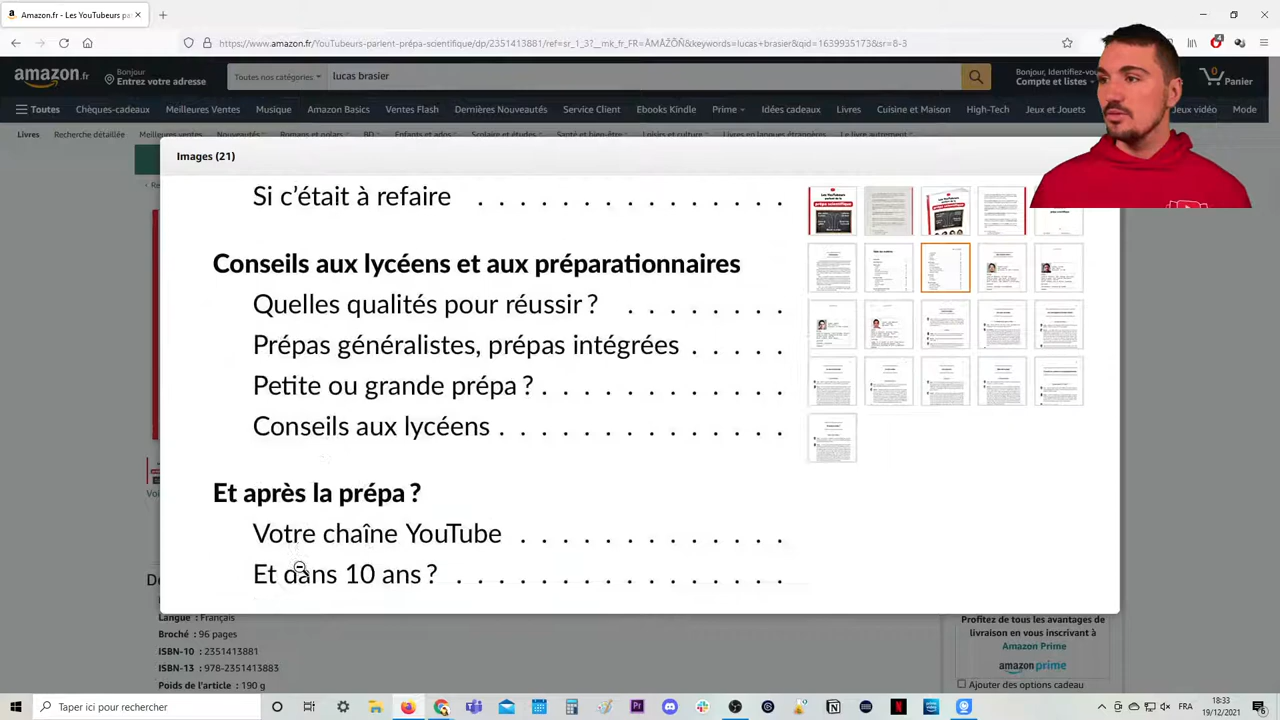 Amazon.fr - Les YouTubeurs pa
https://www.amazon.fr/YouTubeurs-parlent-prépa-scientifique/dp/2351413881/ref=sr_1_3?__mk_fr_FR=ÅMÅŽÕÑ&keywords=lucas+brasier&qid=1639935173&sr=8-3
amazon.fr
Bonjour
Entrez votre adresse
Toutes nos catégories
lucas brasier
Bonjour, Identifiez-
Compte et listes
0
Panier
Toutes
Chèques-cadeaux
Meilleures Ventes
Musique
Amazon Basics
Ventes Flash
Dernières Nouveautés
Service Client
Ebooks Kindle
Prime
Idées cadeaux
Livres
Cuisine et Maison
High-Tech
Jeux et Jouets
Jeux vidéo
Mode
Livres
Recherche détaillée
Images (21)
Si c'était à refaire . . . . . . . . . . . . . . .
Conseils aux lycéens et aux préparationnaires
Quelles qualités pour réussir ? . . . . . . . .
Prépas généralistes, prépas intégrées . . . . .
Petite ou grande prépa ? . . . . . . . . . . . .
Conseils aux lycéens . . . . . . . . . . . . . .
Et après la prépa ?
Votre chaîne YouTube . . . . . . . . . . . . .
Et dans 10 ans ? . . . . . . . . . . . . . . . .
Langue : Français
Broché : 96 pages
ISBN-10 : 2351413881
ISBN-13 : 978-2351413883
Poids de l'article : 190 g
Profitez de tous les avantages de
livraison en vous inscrivant à
Amazon Prime
amazon prime
Ajouter des options cadeau
Taper ici pour rechercher
FRA
18:33
19/12/2021